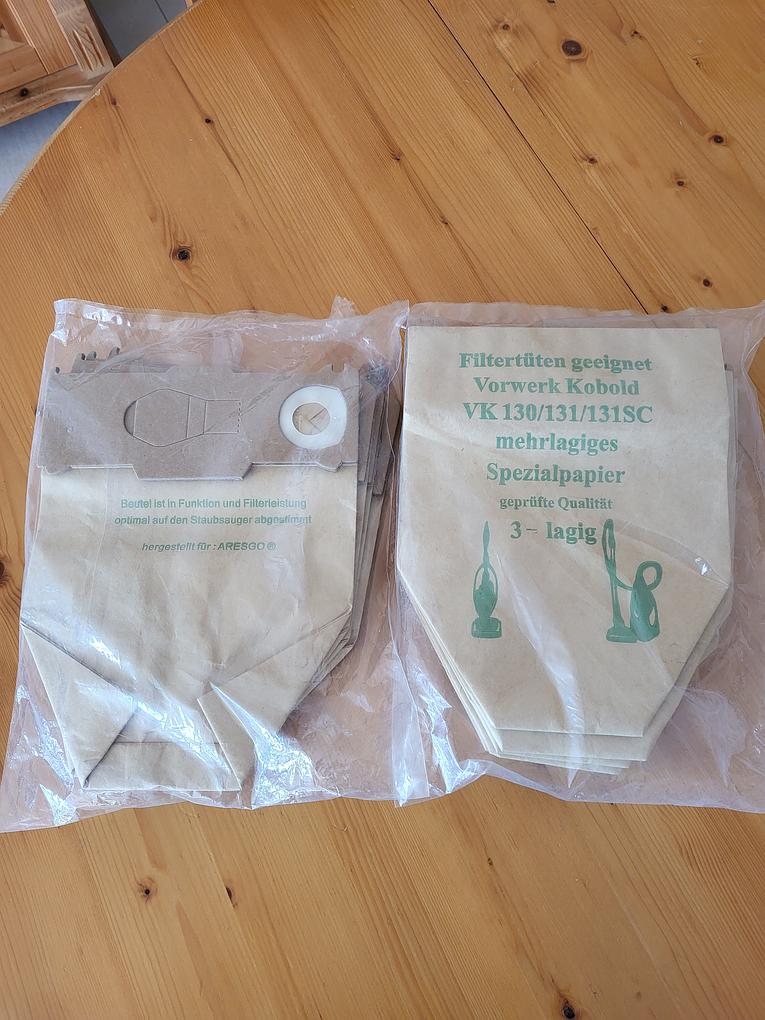 Beutel ist in Funktion und Filterleistung
optimal auf den Staubsauger abgestimmt
hergestellt für : ARESGO ®
Filtertüten geeignet
Vorwerk Kobold
VK 130/131/131SC
mehrlagiges
Spezialpapier
geprüfte Qualität
3 - lagig